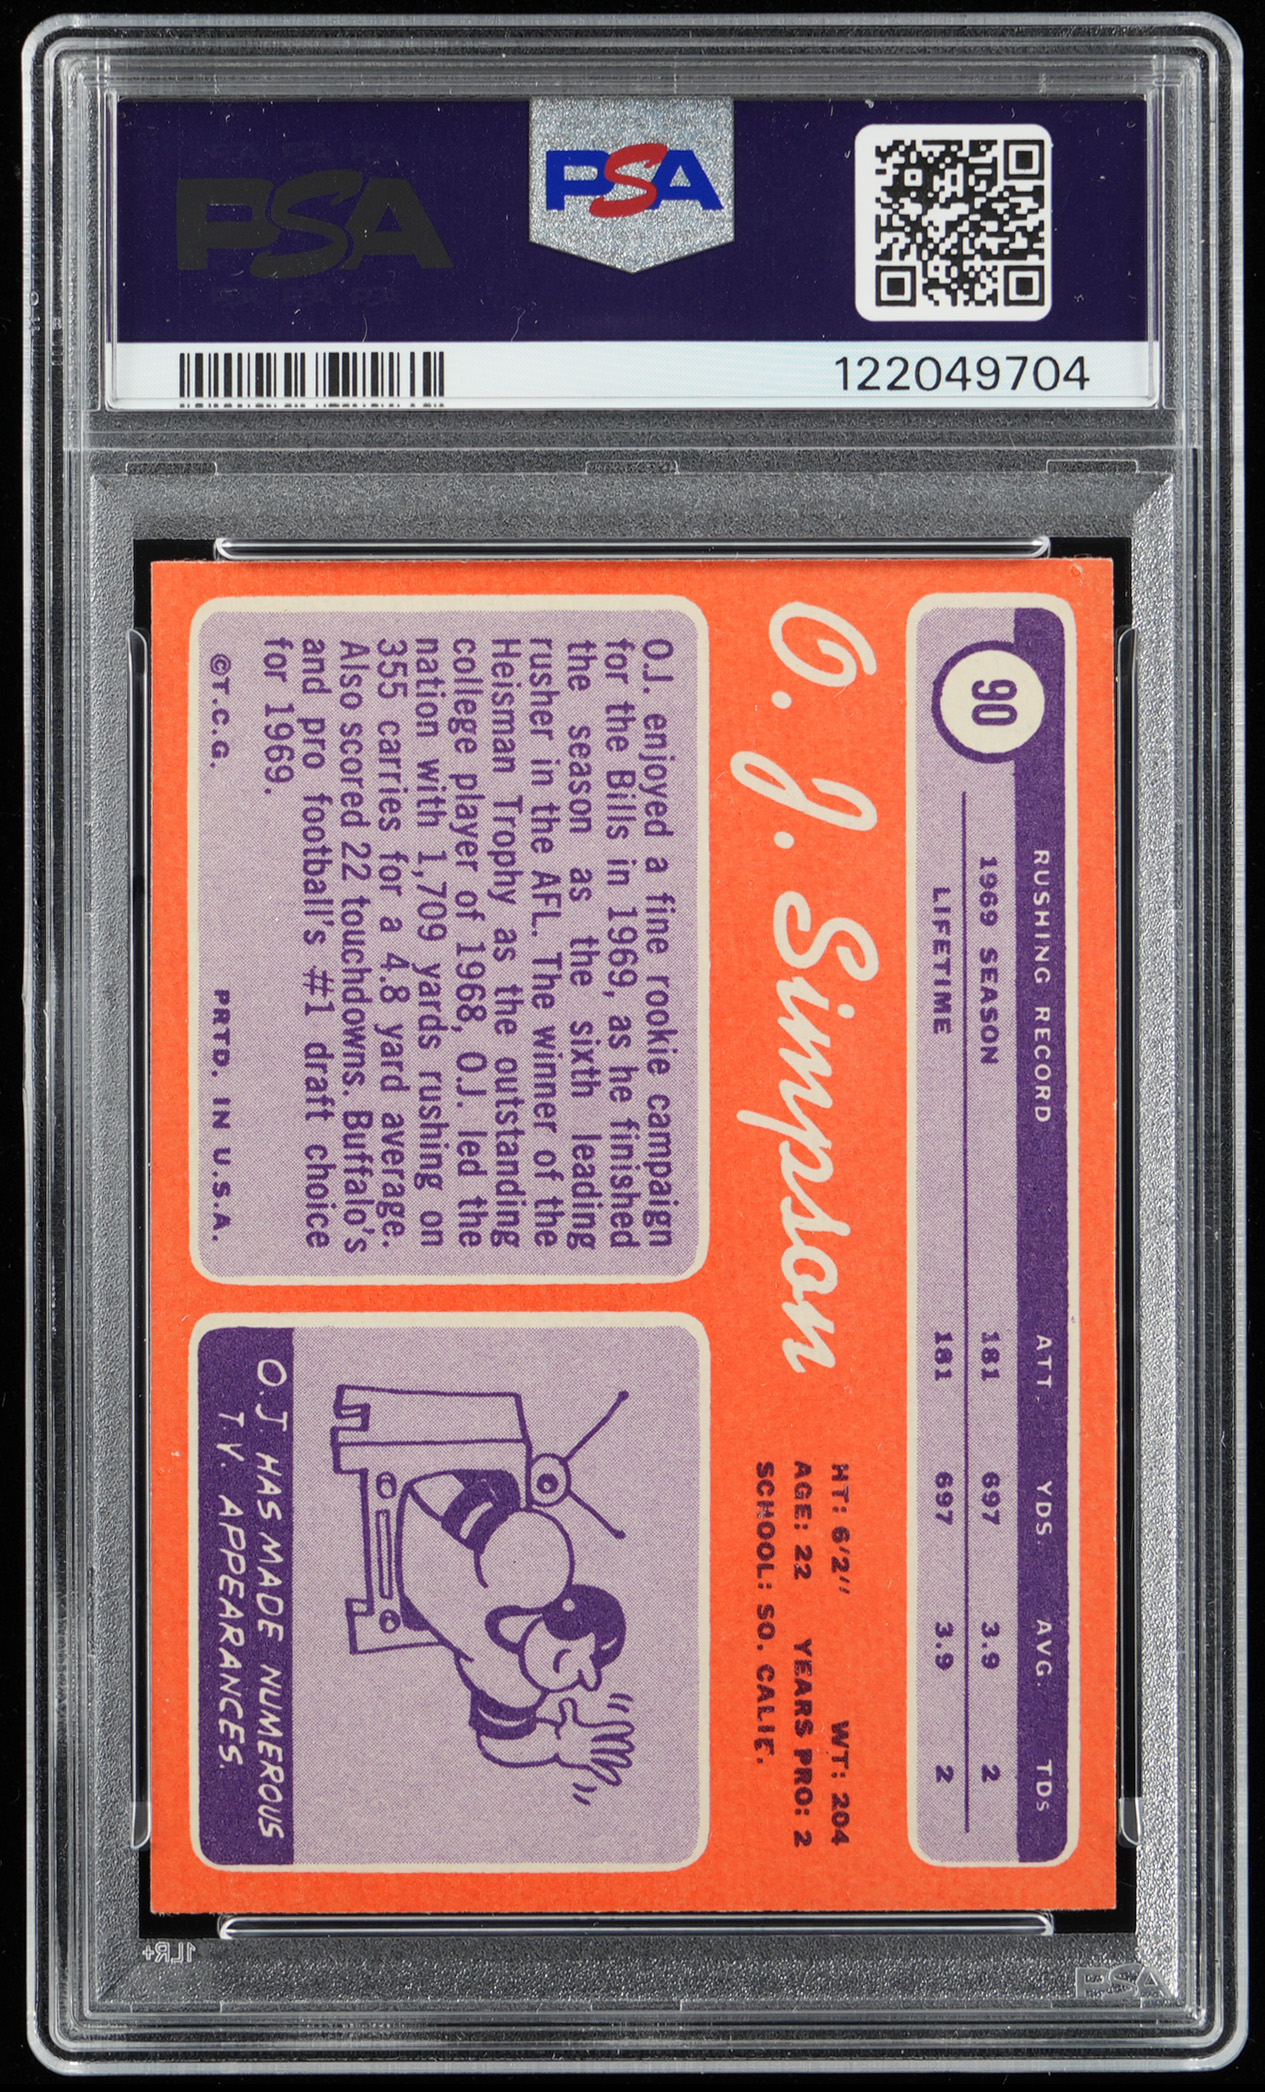 PSA
PSA
122049704
90
RUSHING RECORD ATT. YDS. AVG. TDs
1969 SEASON 181 697 3.9 2
LIFETIME 181 697 3.9 2
O. J. Simpson
HT: 6'2" WT: 204
AGE: 22 YEARS PRO: 2
SCHOOL: SO. CALIF.
O.J. enjoyed a fine rookie campaign
for the Bills in 1969, as he finished
the season as the sixth leading
rusher in the AFL. The winner of the
Heisman Trophy as the outstanding
college player of 1968, O.J. led the
nation with 1,709 yards rushing on
355 carries for a 4.8 yard average.
Also scored 22 touchdowns. Buffalo's
and pro football's #1 draft choice
for 1969.
©T.C.G. PRTD. IN U.S.A.
O.J. HAS MADE NUMEROUS
T.V. APPEARANCES.
1LR+
PSA